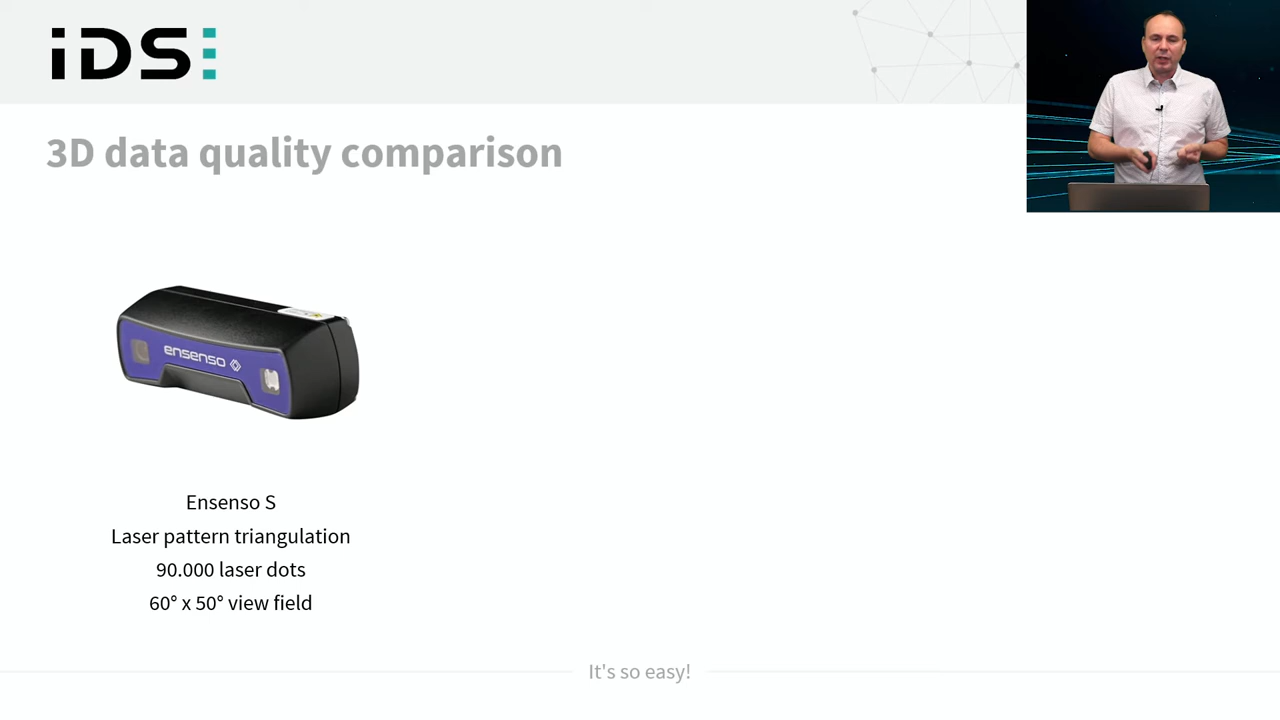 iDS
3D data quality comparison
ensenso
Ensenso S
Laser pattern triangulation
90.000 laser dots
60° x 50° view field
It's so easy!